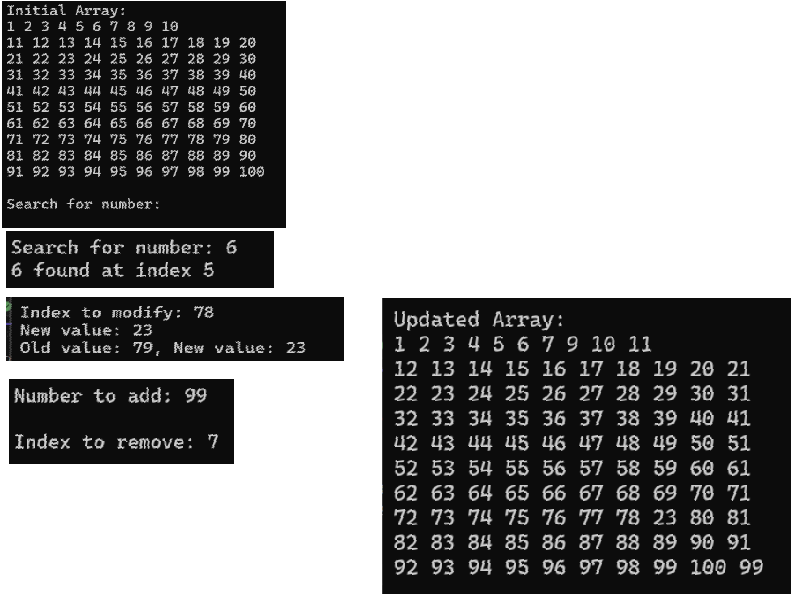 Initial Array:
1 2 3 4 5 6 7 8 9 10
11 12 13 14 15 16 17 18 19 20
21 22 23 24 25 26 27 28 29 30
31 32 33 34 35 36 37 38 39 40
41 42 43 44 45 46 47 48 49 50
51 52 53 54 55 56 57 58 59 60
61 62 63 64 65 66 67 68 69 70
71 72 73 74 75 76 77 78 79 80
81 82 83 84 85 86 87 88 89 90
91 92 93 94 95 96 97 98 99 100
Search for number:
Search for number: 6
6 found at index 5
Index to modify: 78
New value: 23
Old value: 79, New value: 23
Number to add: 99
Index to remove: 7
Updated Array:
1 2 3 4 5 6 7 9 10 11
12 13 14 15 16 17 18 19 20 21
22 23 24 25 26 27 28 29 30 31
32 33 34 35 36 37 38 39 40 41
42 43 44 45 46 47 48 49 50 51
52 53 54 55 56 57 58 59 60 61
62 63 64 65 66 67 68 69 70 71
72 73 74 75 76 77 78 23 80 81
82 83 84 85 86 87 88 89 90 91
92 93 94 95 96 97 98 99 100 99